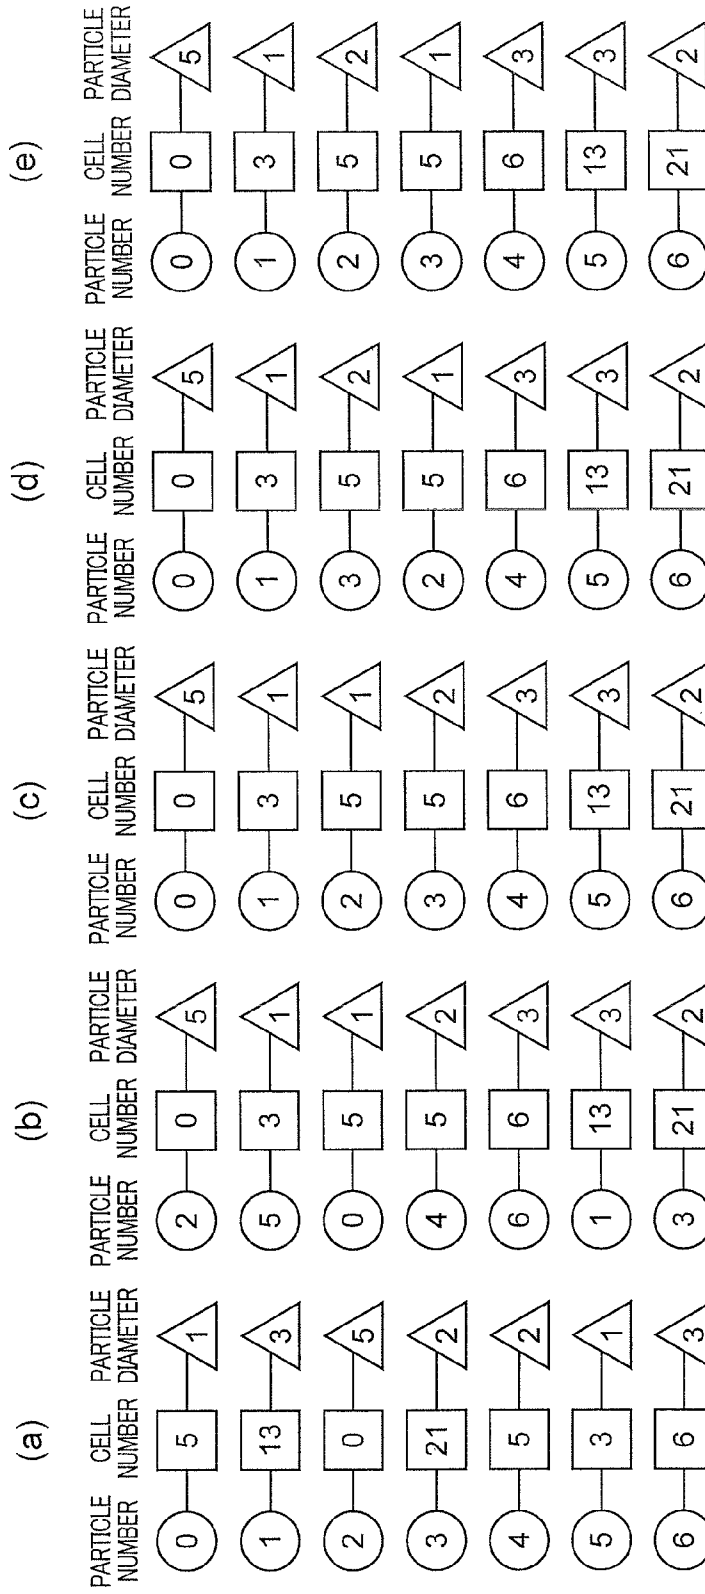 (a)
PARTICLE NUMBER CELL NUMBER PARTICLE DIAMETER
0 5 1
1 13 3
2 0 5
3 21 2
4 5 2
5 3 1
6 6 3
(b)
PARTICLE NUMBER CELL NUMBER PARTICLE DIAMETER
2 0 5
5 3 1
0 5 1
4 5 2
6 6 3
1 13 3
3 21 2
(c)
PARTICLE NUMBER CELL NUMBER PARTICLE DIAMETER
0 0 5
1 3 1
2 5 1
3 5 2
4 6 3
5 13 3
6 21 2
(d)
PARTICLE NUMBER CELL NUMBER PARTICLE DIAMETER
0 0 5
1 3 1
3 5 2
2 5 1
4 6 3
5 13 3
6 21 2
(e)
PARTICLE NUMBER CELL NUMBER PARTICLE DIAMETER
0 0 5
1 3 1
2 5 2
3 5 1
4 6 3
5 13 3
6 21 2